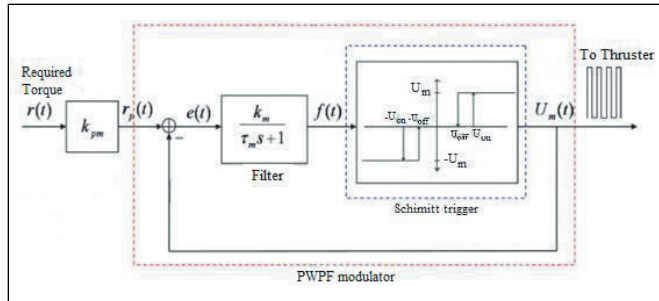 To Thruster
Required
Torque
r(t)
k_pm
r_p(t)
e(t)
k_m
τ_m s+1
Filter
f(t)
U_m
-U_on -U_off
U_off U_on
-U_m
Schimitt trigger
U_m(t)
PWPF modulator